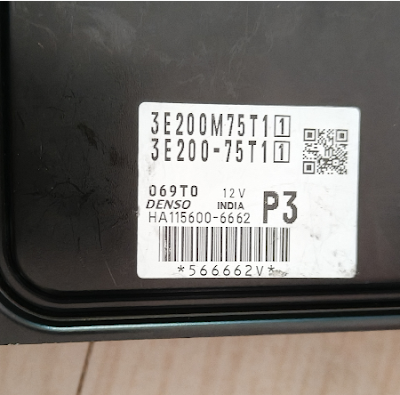 3E200M75T1 1
3E200-75T1 1
069T0 12V
DENSO INDIA
HA115600-6662 P3
*566662V*